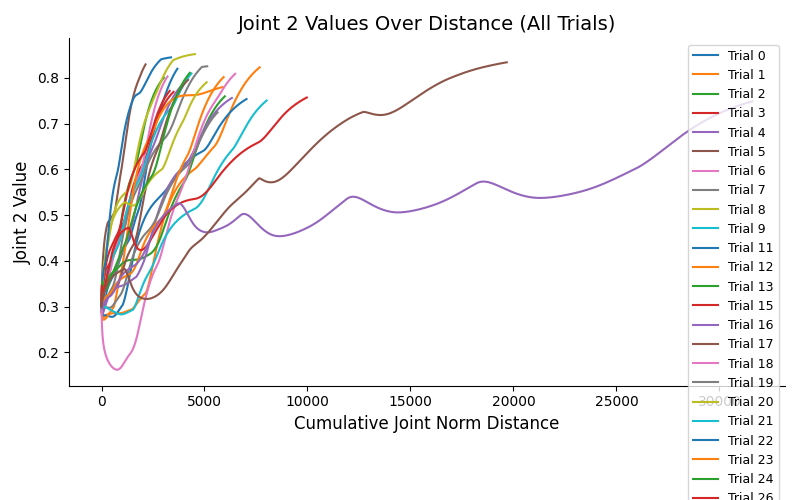 Joint 2 Values Over Distance (All Trials)
Joint 2 Value
0.8
0.7
0.6
0.5
0.4
0.3
0.2
0
5000
10000
15000
20000
25000
30000
Cumulative Joint Norm Distance
Trial 0
Trial 1
Trial 2
Trial 3
Trial 4
Trial 5
Trial 6
Trial 7
Trial 8
Trial 9
Trial 11
Trial 12
Trial 13
Trial 15
Trial 16
Trial 17
Trial 18
Trial 19
Trial 20
Trial 21
Trial 22
Trial 23
Trial 24
Trial 26